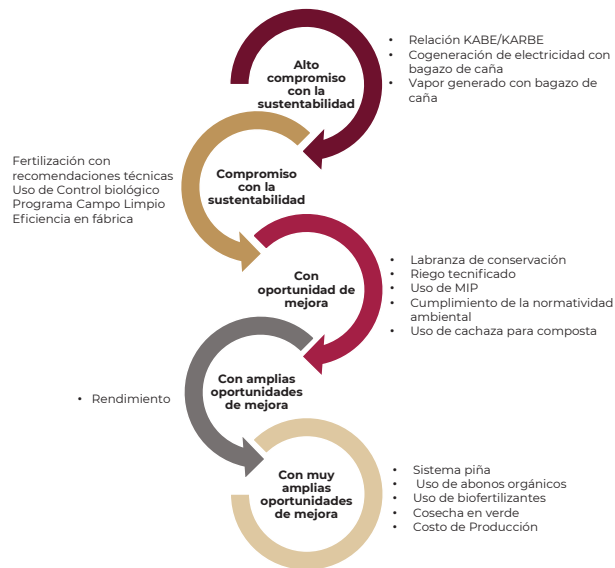 Alto
compromiso
con la
sustentabilidad
• Relación KABE/KARBE
• Cogeneración de electricidad con
bagazo de caña
• Vapor generado con bagazo de
caña
Fertilización con
recomendaciones técnicas
Uso de Control biológico
Programa Campo Limpio
Eficiencia en fábrica
Compromiso
con la
sustentabilidad
Con
oportunidad de
mejora
• Labranza de conservación
• Riego tecnificado
• Uso de MIP
• Cumplimiento de la normatividad
ambiental
• Uso de cachaza para composta
• Rendimiento
Con amplias
oportunidades
de mejora
Con muy
amplias
oportunidades
de mejora
• Sistema piña
• Uso de abonos orgánicos
• Uso de biofertilizantes
• Cosecha en verde
• Costo de Producción